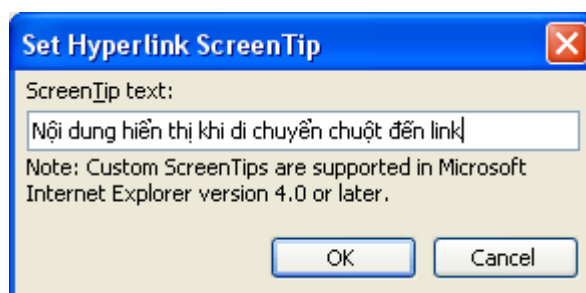 Set Hyperlink ScreenTip
ScreenTip text:
Nội dung hiển thị khi di chuyển chuột đến link
Note: Custom ScreenTips are supported in Microsoft
Internet Explorer version 4.0 or later.
OK Cancel